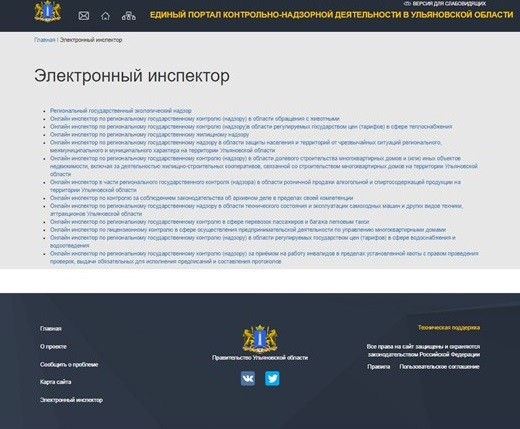 ВЕРСИЯ ДЛЯ СЛАБОВИДЯЩИХ
ЕДИНЫЙ ПОРТАЛ КОНТРОЛЬНО-НАДЗОРНОЙ ДЕЯТЕЛЬНОСТИ В УЛЬЯНОВСКОЙ ОБЛАСТИ
Главная \ Электронный инспектор
Электронный инспектор
Региональный государственный экологический надзор
Онлайн инспектор по региональному государственному контролю (надзору) в области обращения с животными
Онлайн инспектор по региональному государственному контролю (надзора)в области регулируемых государством цен (тарифов) в сфере теплоснабжения
Онлайн инспектор по региональному государственному жилищному надзору
Онлайн инспектор по региональному государственному надзору в области защиты населения и территорий от чрезвычайных ситуаций регионального,
межмуниципального и муниципального характера на территории Ульяновской области
Онлайн инспектор по региональному государственному контролю (надзору) в области долевого строительства многоквартирных домов и (или) иных объектов
недвижимости, включая за деятельностью жилищно-строительных кооперативов, связанной со строительством многоквартирных домов на территории Ульяновской
области
Онлайн инспектор в части регионального государственного контроля (надзора) в области розничной продажи алкогольной и спиртосодержащей продукции на
территории Ульяновской области
Онлайн инспектор по контролю за соблюдением законодательства об архивном деле в пределах своей компетенции
Онлайн инспектор по региональному государственному надзору в области технического состояния и эксплуатации самоходных машин и других видов техники,
аттракционов Ульяновской области
Онлайн инспектор по региональному государственному контролю в сфере перевозок пассажиров и багажа легковым такси
Онлайн инспектор по лицензионному контролю в сфере осуществления предпринимательской деятельности по управлению многоквартирными домами
Онлайн инспектор по региональному государственному контролю (надзору) в области регулируемых государством цен (тарифов) в сфере водоснабжения и
водоотведения
Онлайн инспектор по региональному государственному контролю (надзору) за приёмом на работу инвалидов в пределах установленной квоты с правом проведения
проверок, выдачи обязательных для исполнения предписаний и составления протоколов
Главная
О проекте
Сообщить о проблеме
Карта сайта
Электронный инспектор
Правительство Ульяновской области
Техническая поддержка
Все права на сайт защищены и охраняются
законодательством Российской Федерации
Правила Пользовательское соглашение